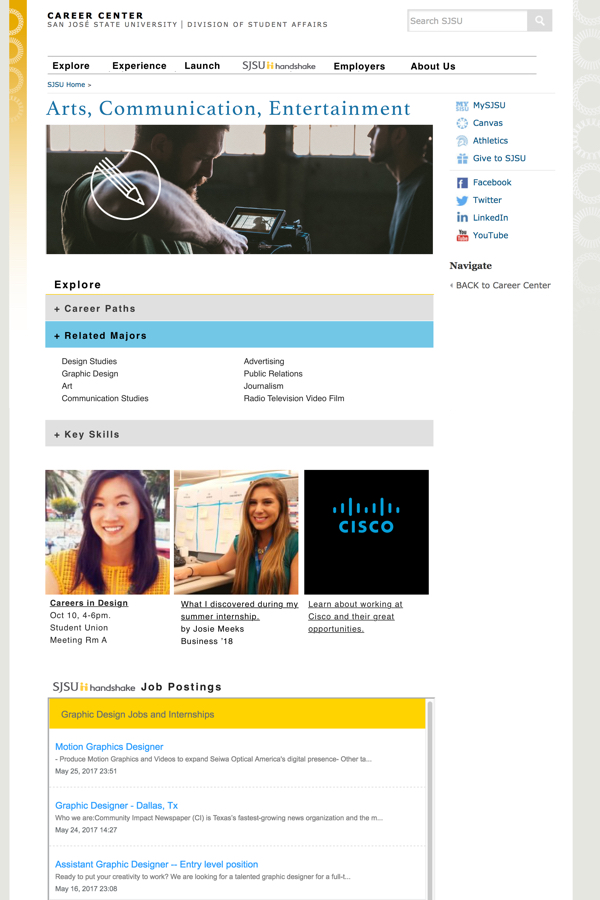 CAREER CENTER
SAN JOSÉ STATE UNIVERSITY | DIVISION OF STUDENT AFFAIRS
Search SJSU
Explore Experience Launch SJSU handshake Employers About Us
SJSU Home >
Arts, Communication, Entertainment
MySJSU
Canvas
Athletics
Give to SJSU
Facebook
Twitter
LinkedIn
YouTube
Navigate
BACK to Career Center
Explore
+ Career Paths
+ Related Majors
Design Studies
Graphic Design
Art
Communication Studies
Advertising
Public Relations
Journalism
Radio Television Video Film
+ Key Skills
CISCO
Careers in Design
Oct 10, 4-6pm.
Student Union
Meeting Rm A
What I discovered during my
summer internship.
by Josie Meeks
Business '18
Learn about working at
Cisco and their great
opportunities.
SJSU handshake Job Postings
Graphic Design Jobs and Internships
Motion Graphics Designer
- Produce Motion Graphics and Videos to expand Seiwa Optical America's digital presence- Other ta...
May 25, 2017 23:51
Graphic Designer - Dallas, Tx
Who we are:Community Impact Newspaper (CI) is Texas's fastest-growing news organization and the m...
May 24, 2017 14:27
Assistant Graphic Designer -- Entry level position
Ready to put your creativity to work? We are looking for a talented graphic designer for a full-t...
May 16, 2017 23:08